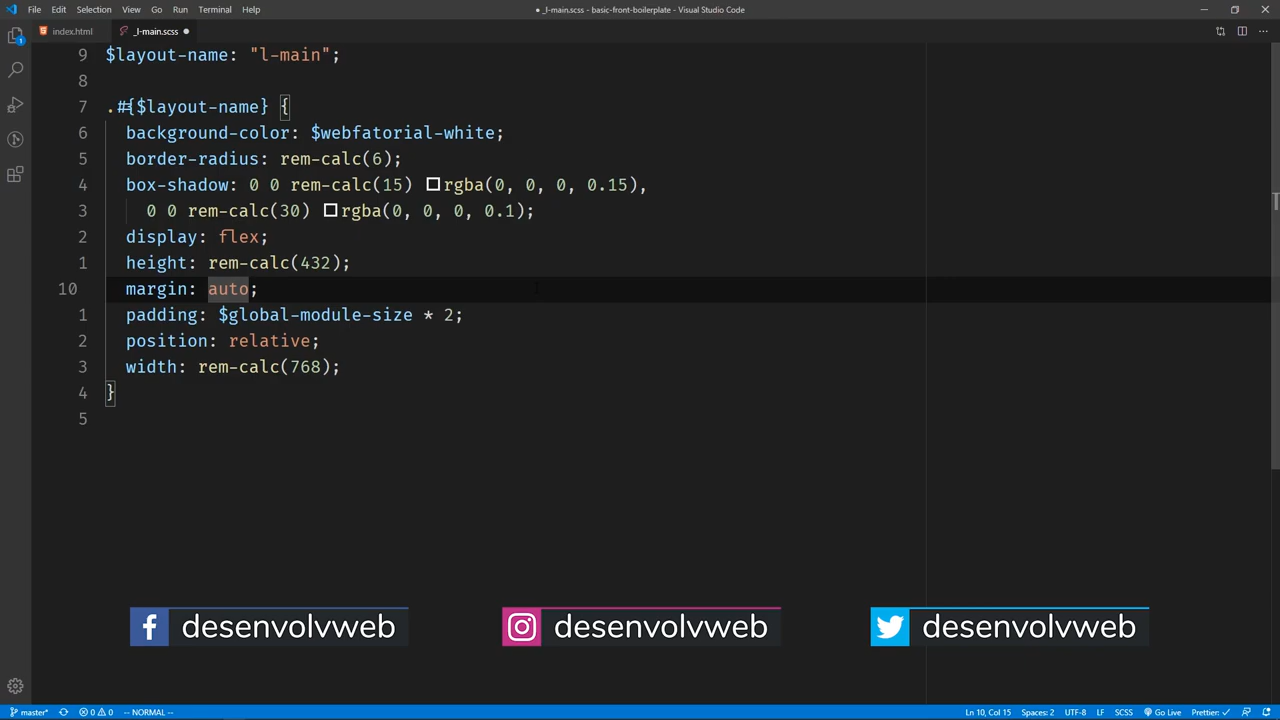 File Edit Selection View Go Run Terminal Help
● _l-main.scss - basic-front-boilerplate - Visual Studio Code
index.html _l-main.scss ●
9 $layout-name: "l-main";
8
7 .#{$layout-name} {
6 background-color: $webfatorial-white;
5 border-radius: rem-calc(6);
4 box-shadow: 0 0 rem-calc(15) rgba(0, 0, 0, 0.15),
3 0 0 rem-calc(30) rgba(0, 0, 0, 0.1);
2 display: flex;
1 height: rem-calc(432);
10 margin: auto;
1 padding: $global-module-size * 2;
2 position: relative;
3 width: rem-calc(768);
4 }
5
desenvolvweb desenvolvweb desenvolvweb
master* 0 0 -- NORMAL -- Ln 10, Col 15 Spaces: 2 UTF-8 LF SCSS Go Live Prettier: ✓